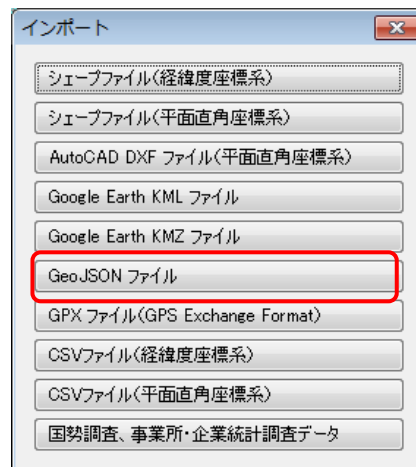 インポート
シェープファイル(経緯度座標系)
シェープファイル(平面直角座標系)
AutoCAD DXF ファイル(平面直角座標系)
Google Earth KML ファイル
Google Earth KMZ ファイル
GeoJSON ファイル
GPX ファイル(GPS Exchange Format)
CSVファイル(経緯度座標系)
CSVファイル(平面直角座標系)
国勢調査、事業所・企業統計調査データ